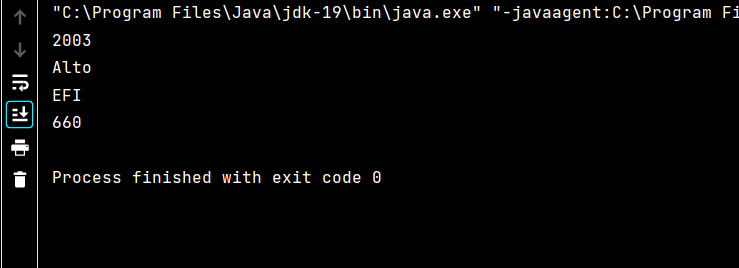 "C:\Program Files\Java\jdk-19\bin\java.exe" "-javaagent:C:\Program Fi
2003
Alto
EFI
660
Process finished with exit code 0